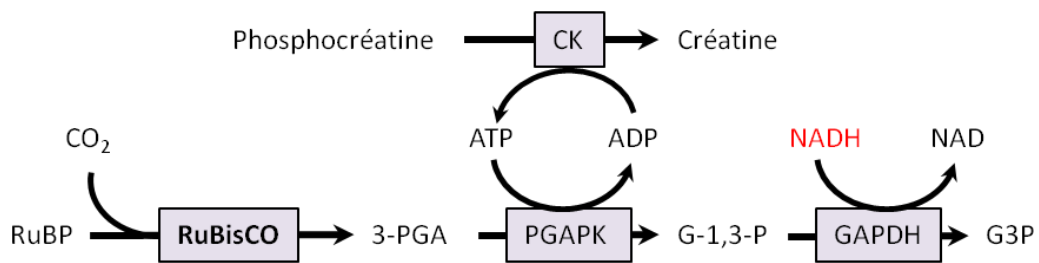 Phosphocréatine CK Créatine
CO2 ATP ADP NADH NAD
RuBP RuBisCO 3-PGA PGAPK G-1,3-P GAPDH G3P